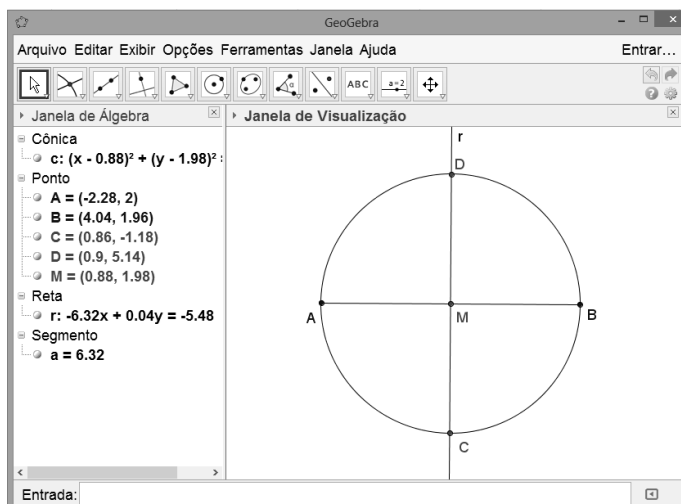 GeoGebra
Arquivo Editar Exibir Opções Ferramentas Janela Ajuda Entrar...
ABC
a=2
Janela de Álgebra
Cônica
c: (x - 0.88)² + (y - 1.98)²
Ponto
A = (-2.28, 2)
B = (4.04, 1.96)
C = (0.86, -1.18)
D = (0.9, 5.14)
M = (0.88, 1.98)
Reta
r: -6.32x + 0.04y = -5.48
Segmento
a = 6.32
Janela de Visualização
r
D
A
M
B
C
Entrada: